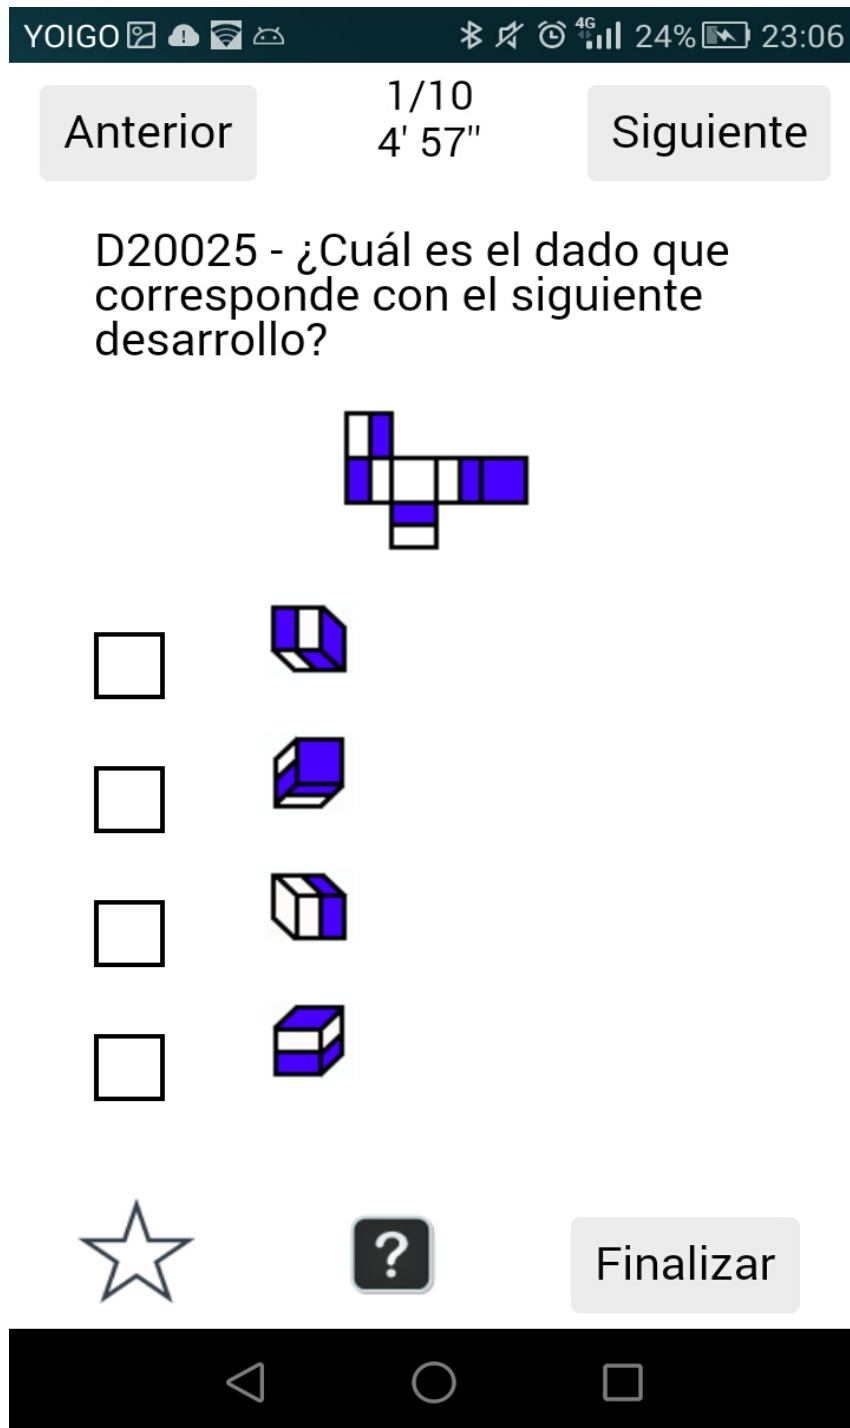 YOIGO 4G 24% 23:06
Anterior 1/10 Siguiente
4' 57"
D20025 - ¿Cuál es el dado que
corresponde con el siguiente
desarrollo?
? Finalizar